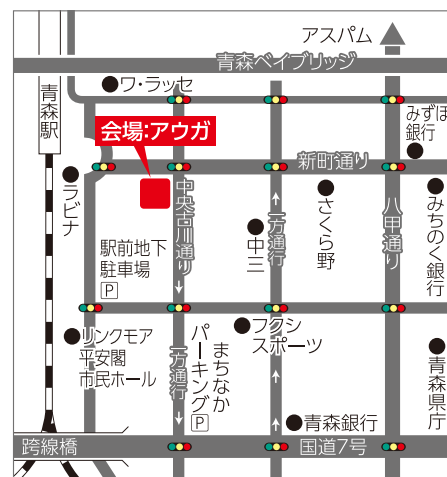 アスパム
青森ベイブリッジ
ワ・ラッセ
青森駅
みずほ
銀行
会場:アウガ
新町通り
ラビナ
中央古川通り
一方通行
さくら野
八甲通り
みちのく銀行
中三
駅前地下
駐車場
P
リンクモア
平安閣
市民ホール
一方通行
まちなか
パーキング
P
フクシ
スポーツ
青森県庁
青森銀行
跨線橋
国道7号